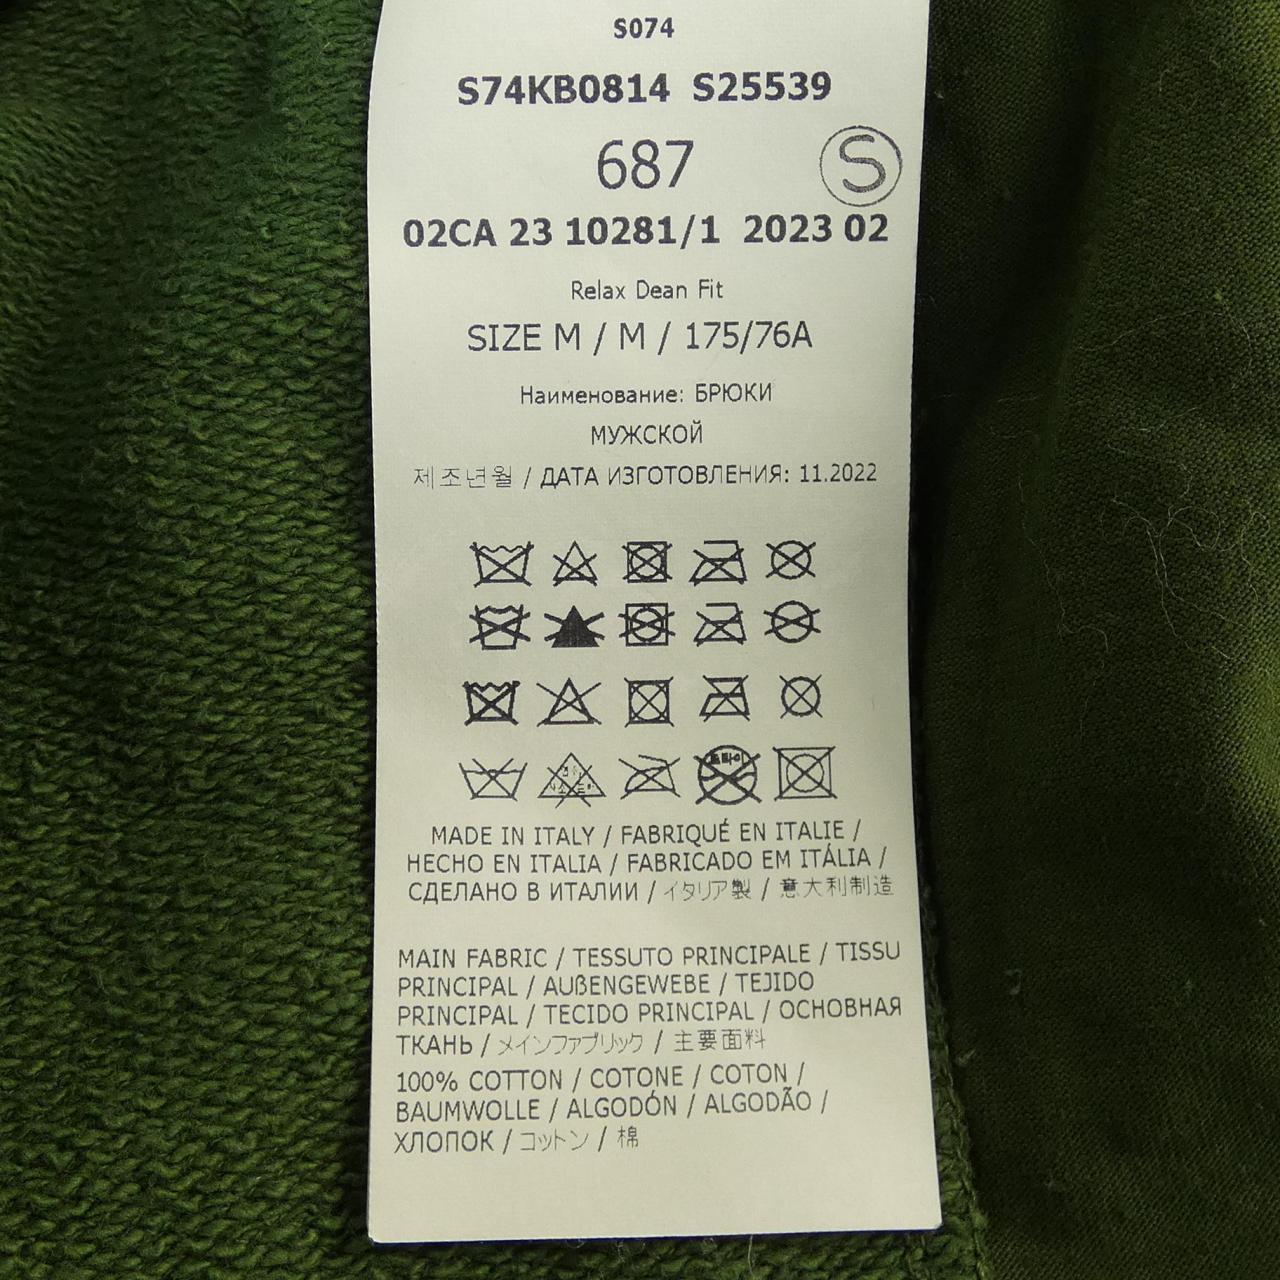 S074
S74KB0814 S25539
687 S
02CA 23 10281/1 2023 02
Relax Dean Fit
SIZE M / M / 175/76A
Наименование: БРЮКИ
МУЖСКОЙ
제조년월 / ДАТА ИЗГОТОВЛЕНИЯ: 11.2022
MADE IN ITALY / FABRIQUÉ EN ITALIE /
HECHO EN ITALIA / FABRICADO EM ITÁLIA /
СДЕЛАНО В ИТАЛИИ / イタリア製 / 意大利制造
MAIN FABRIC / TESSUTO PRINCIPALE / TISSU
PRINCIPAL / AUßENGEWEBE / TEJIDO
PRINCIPAL / TECIDO PRINCIPAL / ОСНОВНАЯ
ТКАНЬ / メインファブリック / 主要面料
100% COTTON / COTONE / COTON /
BAUMWOLLE / ALGODÓN / ALGODÃO /
ХЛОПОК / コットン / 棉